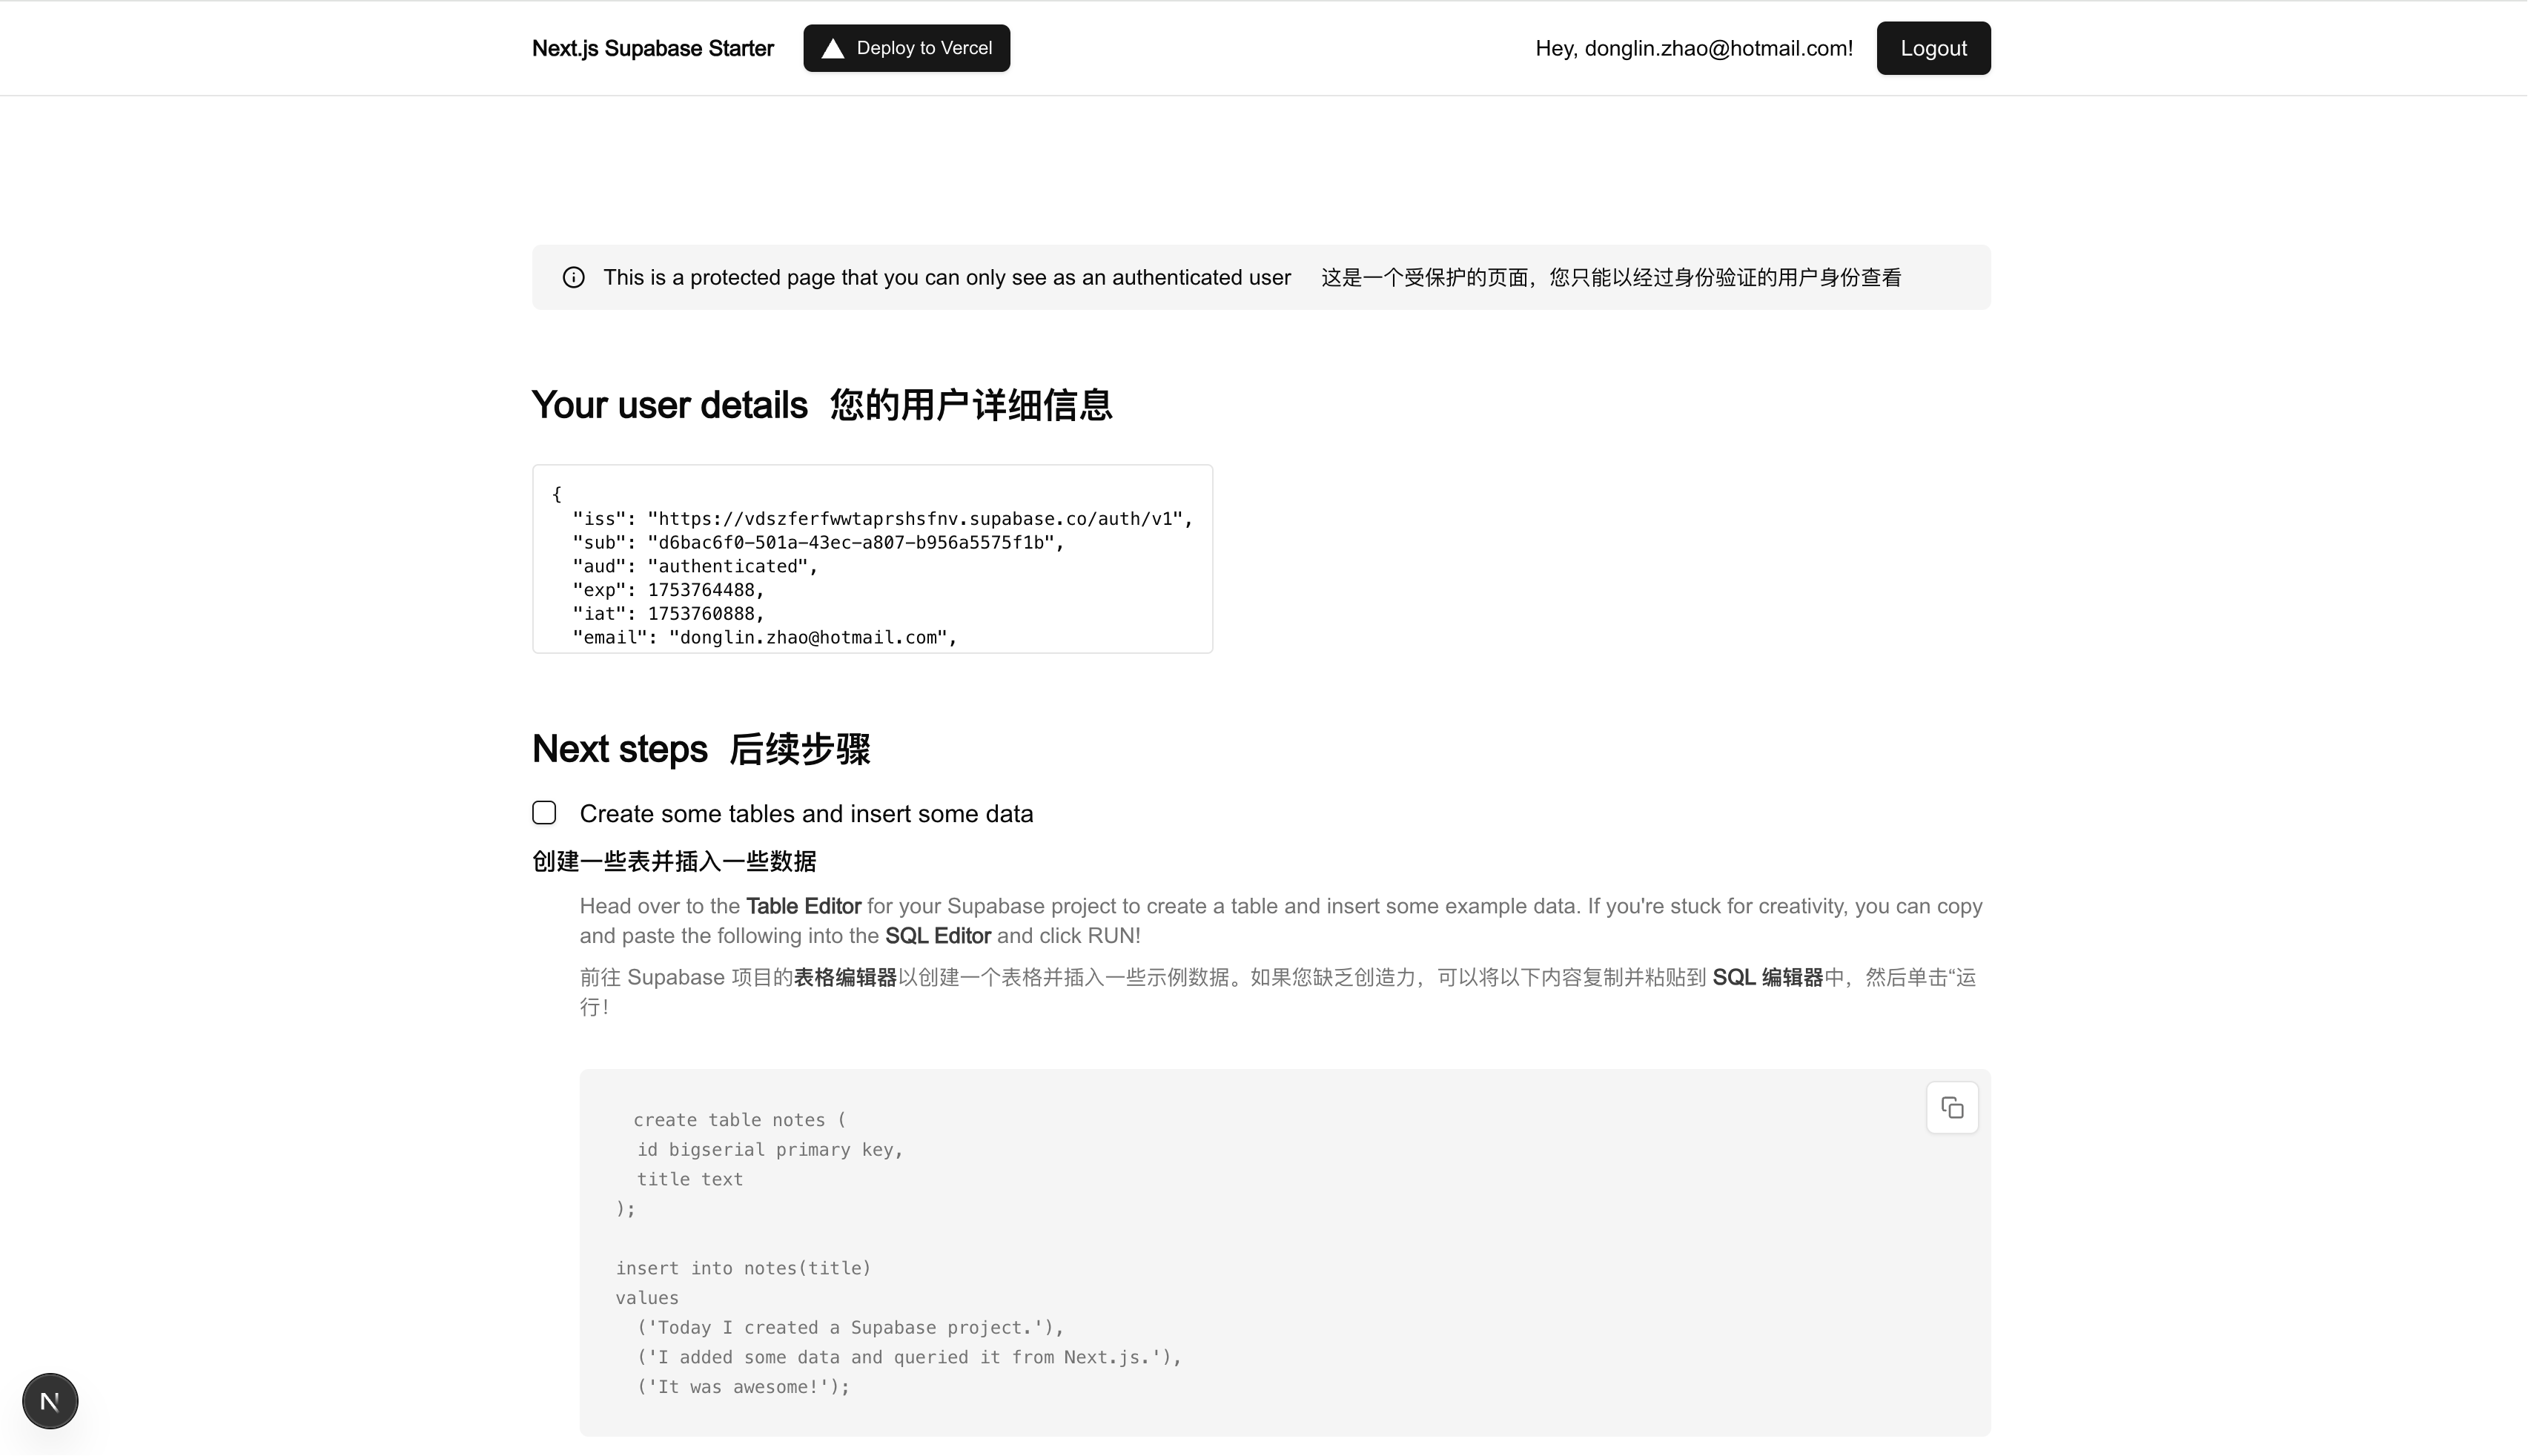 Next.js Supabase Starter
Deploy to Vercel
Hey, donglin.zhao@hotmail.com!
Logout
This is a protected page that you can only see as an authenticated user 这是一个受保护的页面，您只能以经过身份验证的用户身份查看
Your user details 您的用户详细信息
{
  "iss": "https://vdszferfwwtaprshsfnv.supabase.co/auth/v1",
  "sub": "d6bac6f0-501a-43ec-a807-b956a5575f1b",
  "aud": "authenticated",
  "exp": 1753764488,
  "iat": 1753760888,
  "email": "donglin.zhao@hotmail.com",
Next steps 后续步骤
Create some tables and insert some data
创建一些表并插入一些数据
Head over to the Table Editor for your Supabase project to create a table and insert some example data. If you're stuck for creativity, you can copy
and paste the following into the SQL Editor and click RUN!
前往 Supabase 项目的表格编辑器以创建一个表格并插入一些示例数据。如果您缺乏创造力，可以将以下内容复制并粘贴到 SQL 编辑器中，然后单击“运
行！
create table notes (
  id bigserial primary key,
  title text
);
insert into notes(title)
values
  ('Today I created a Supabase project.'),
  ('I added some data and queried it from Next.js.'),
  ('It was awesome!');
N